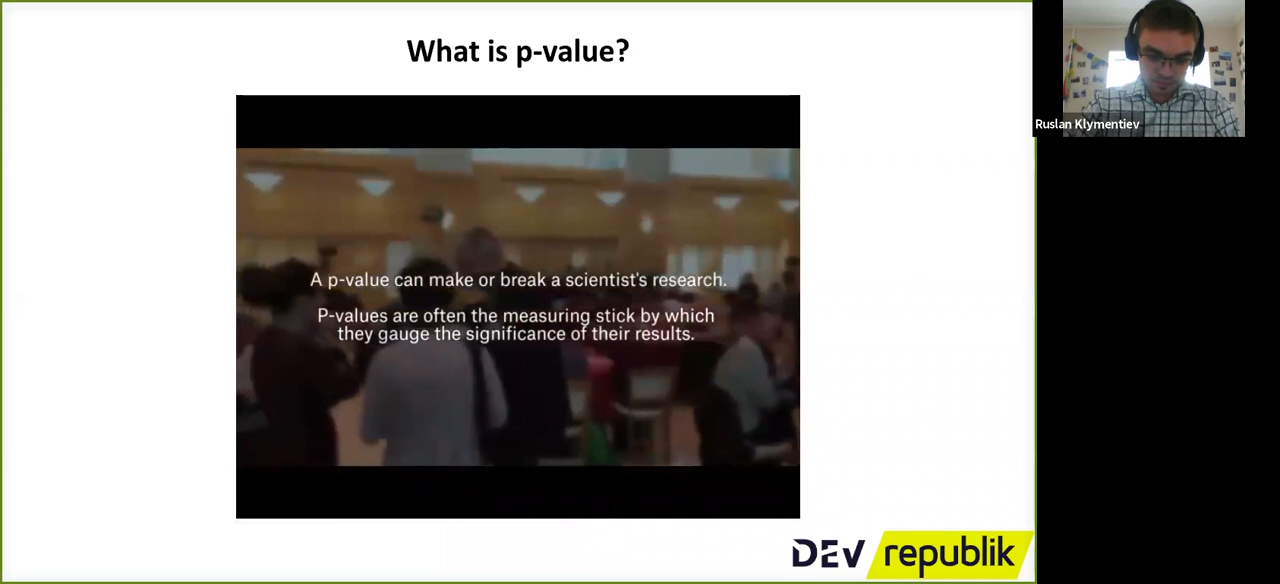 What is p-value?
A p-value can make or break a scientist's research.
P-values are often the measuring stick by which
they gauge the significance of their results.
Ruslan Klymentiev
DEV republik